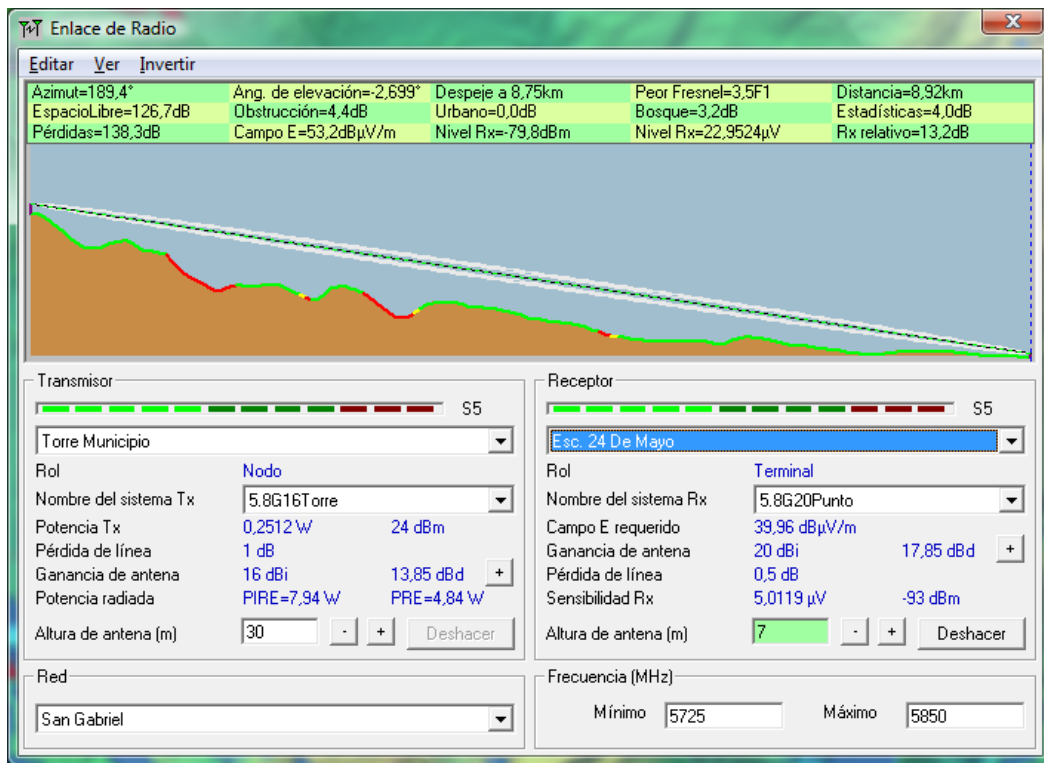 Enlace de Radio
Editar Ver Invertir
Azimut=189,4° Ang. de elevación=-2,699° Despeje a 8,75km Peor Fresnel=3,5F1 Distancia=8,92km
EspacioLibre=126,7dB Obstrucción=4,4dB Urbano=0,0dB Bosque=3,2dB Estadísticas=4,0dB
Pérdidas=138,3dB Campo E=53,2dBµV/m Nivel Rx=-79,8dBm Nivel Rx=22,9524µV Rx relativo=13,2dB
Transmisor
S5
Torre Municipio
Rol Nodo
Nombre del sistema Tx 5.8G16Torre
Potencia Tx 0,2512 W 24 dBm
Pérdida de línea 1 dB
Ganancia de antena 16 dBi 13,85 dBd +
Potencia radiada PIRE=7,94 W PRE=4,84 W
Altura de antena (m) 30 - + Deshacer
Red
San Gabriel
Receptor
S5
Esc. 24 De Mayo
Rol Terminal
Nombre del sistema Rx 5.8G20Punto
Campo E requerido 39,96 dBµV/m
Ganancia de antena 20 dBi 17,85 dBd +
Pérdida de línea 0,5 dB
Sensibilidad Rx 5,0119 µV -93 dBm
Altura de antena (m) 7 - + Deshacer
Frecuencia (MHz)
Mínimo 5725 Máximo 5850